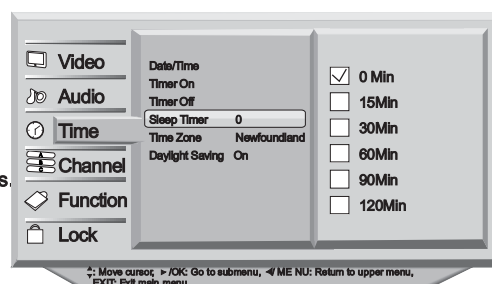 Video
Audio
Time
Channel
Function
Lock
Date/Time
Timer On
Timer Off
Sleep Timer 0
Time Zone Newfoundland
Daylight Saving On
0 Min
15Min
30Min
60Min
90Min
120Min
s.
: Move cursor, /OK: Go to submenu, / ME NU: Return to upper menu,
EXIT: Exit main menu